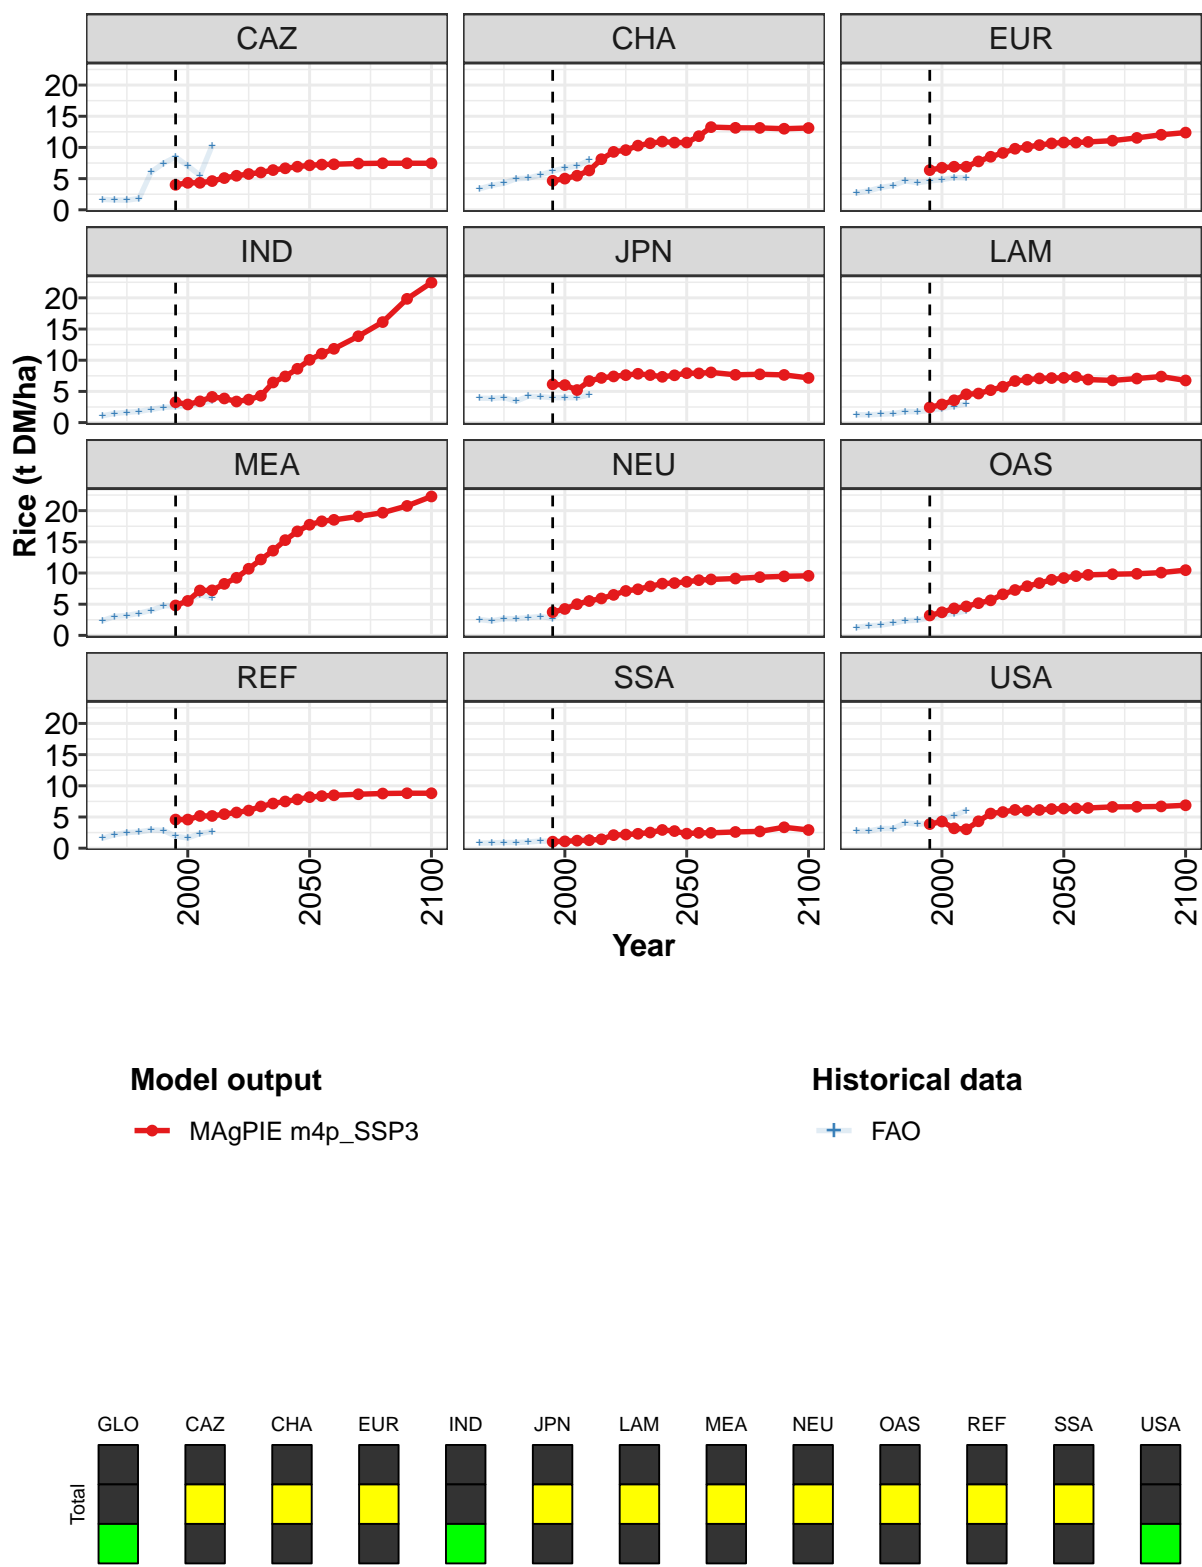 CAZ CHA EUR
20
15
10
5
0
IND JPN LAM
20
15
10
5
0
MEA NEU OAS
20
15
10
5
0
REF SSA USA
20
15
10
5
0
Rice (t DM/ha)
2000 2050 2100 2000 2050 2100 2000 2050 2100
Year
Model output Historical data
MAgPIE m4p_SSP3 FAO
GLO CAZ CHA EUR IND JPN LAM MEA NEU OAS REF SSA USA
Total